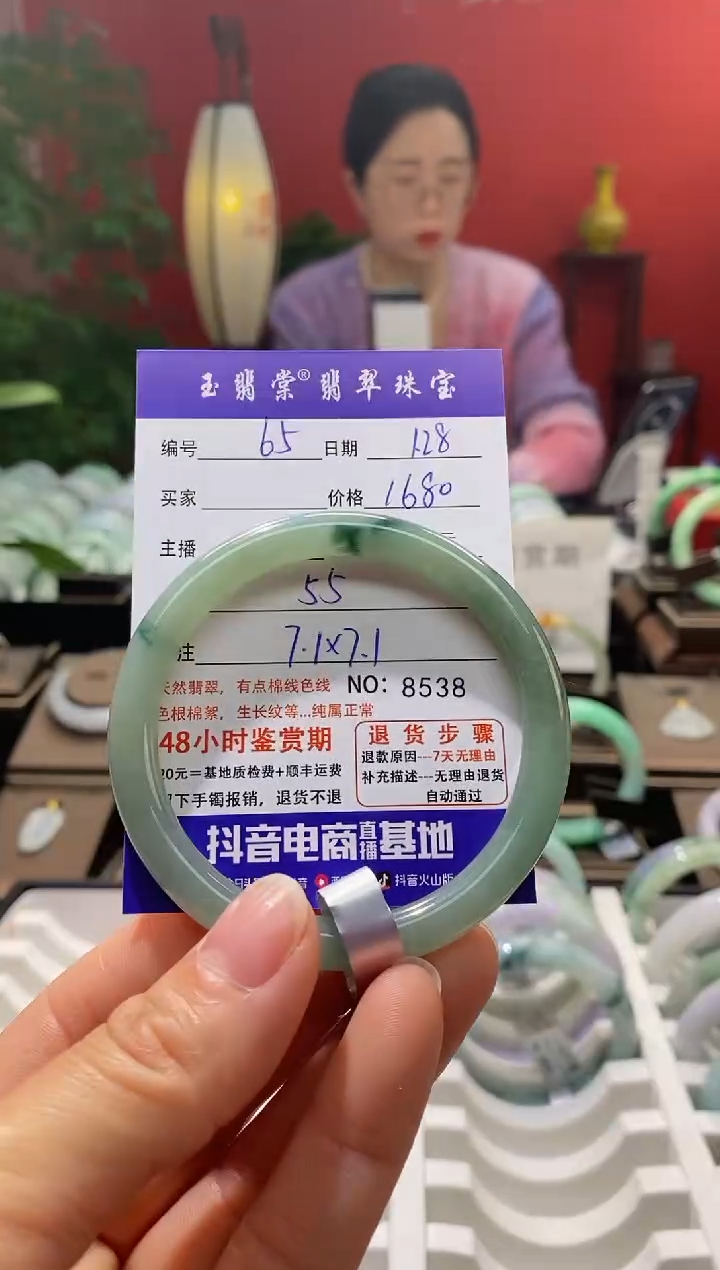 玉翡棠®翡翠珠宝
编号 65 日期 1.28
买家 价格 1680
主播
55
注 7.1×7.1
天然翡翠，有点棉线色线 NO: 8538
色根棉絮，生长纹等...纯属正常
48小时鉴赏期
退货步骤
退款原因---7天无理由
20元=基地质检费+顺丰运费
补充描述---无理由退货
下手镯报销，退货不退
自动通过
抖音电商直播基地
抖音火山版
赏期